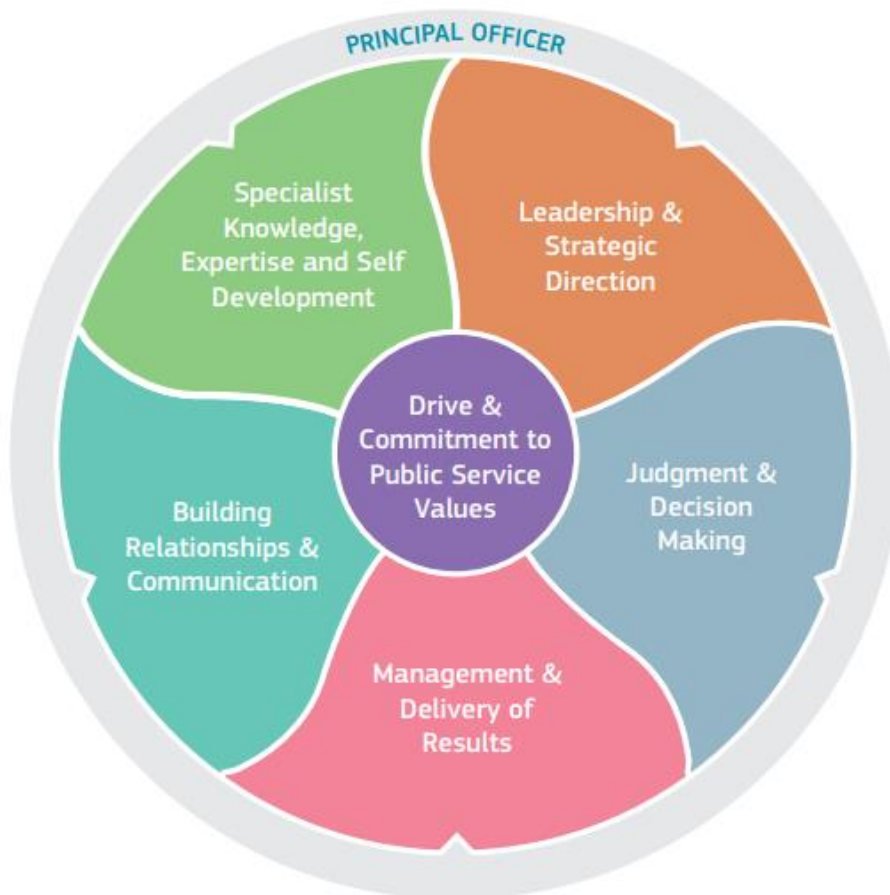 PRINCIPAL OFFICER
Specialist
Knowledge,
Expertise and Self
Development
Leadership &
Strategic
Direction
Drive &
Commitment to
Public Service
Values
Judgment &
Decision
Making
Building
Relationships &
Communication
Management &
Delivery of
Results